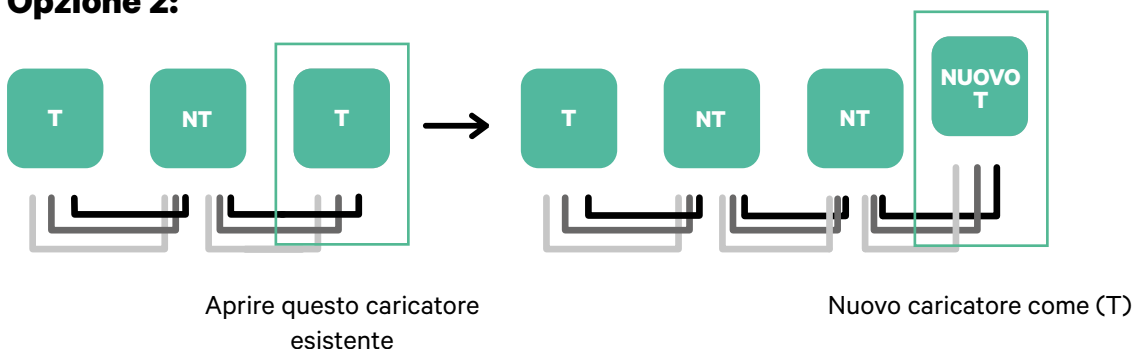 Opzione 2:
T
NT
T
T
NT
NT
NUOVO
T
Aprire questo caricatore
esistente
Nuovo caricatore come (T)